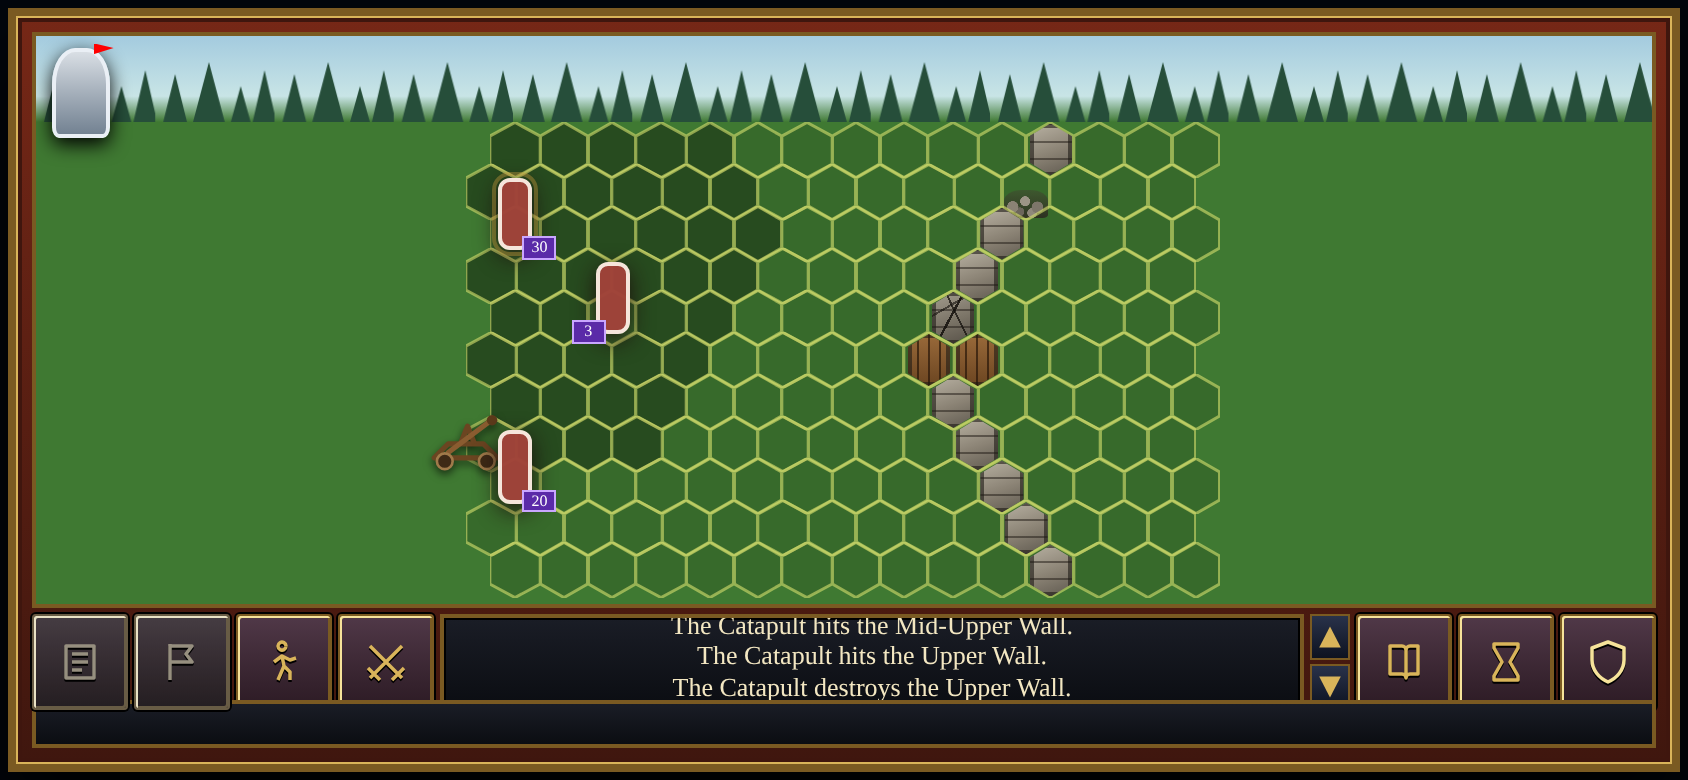 30
3
20
The Catapult hits the Mid-Upper Wall.
The Catapult hits the Upper Wall.
The Catapult destroys the Upper Wall.